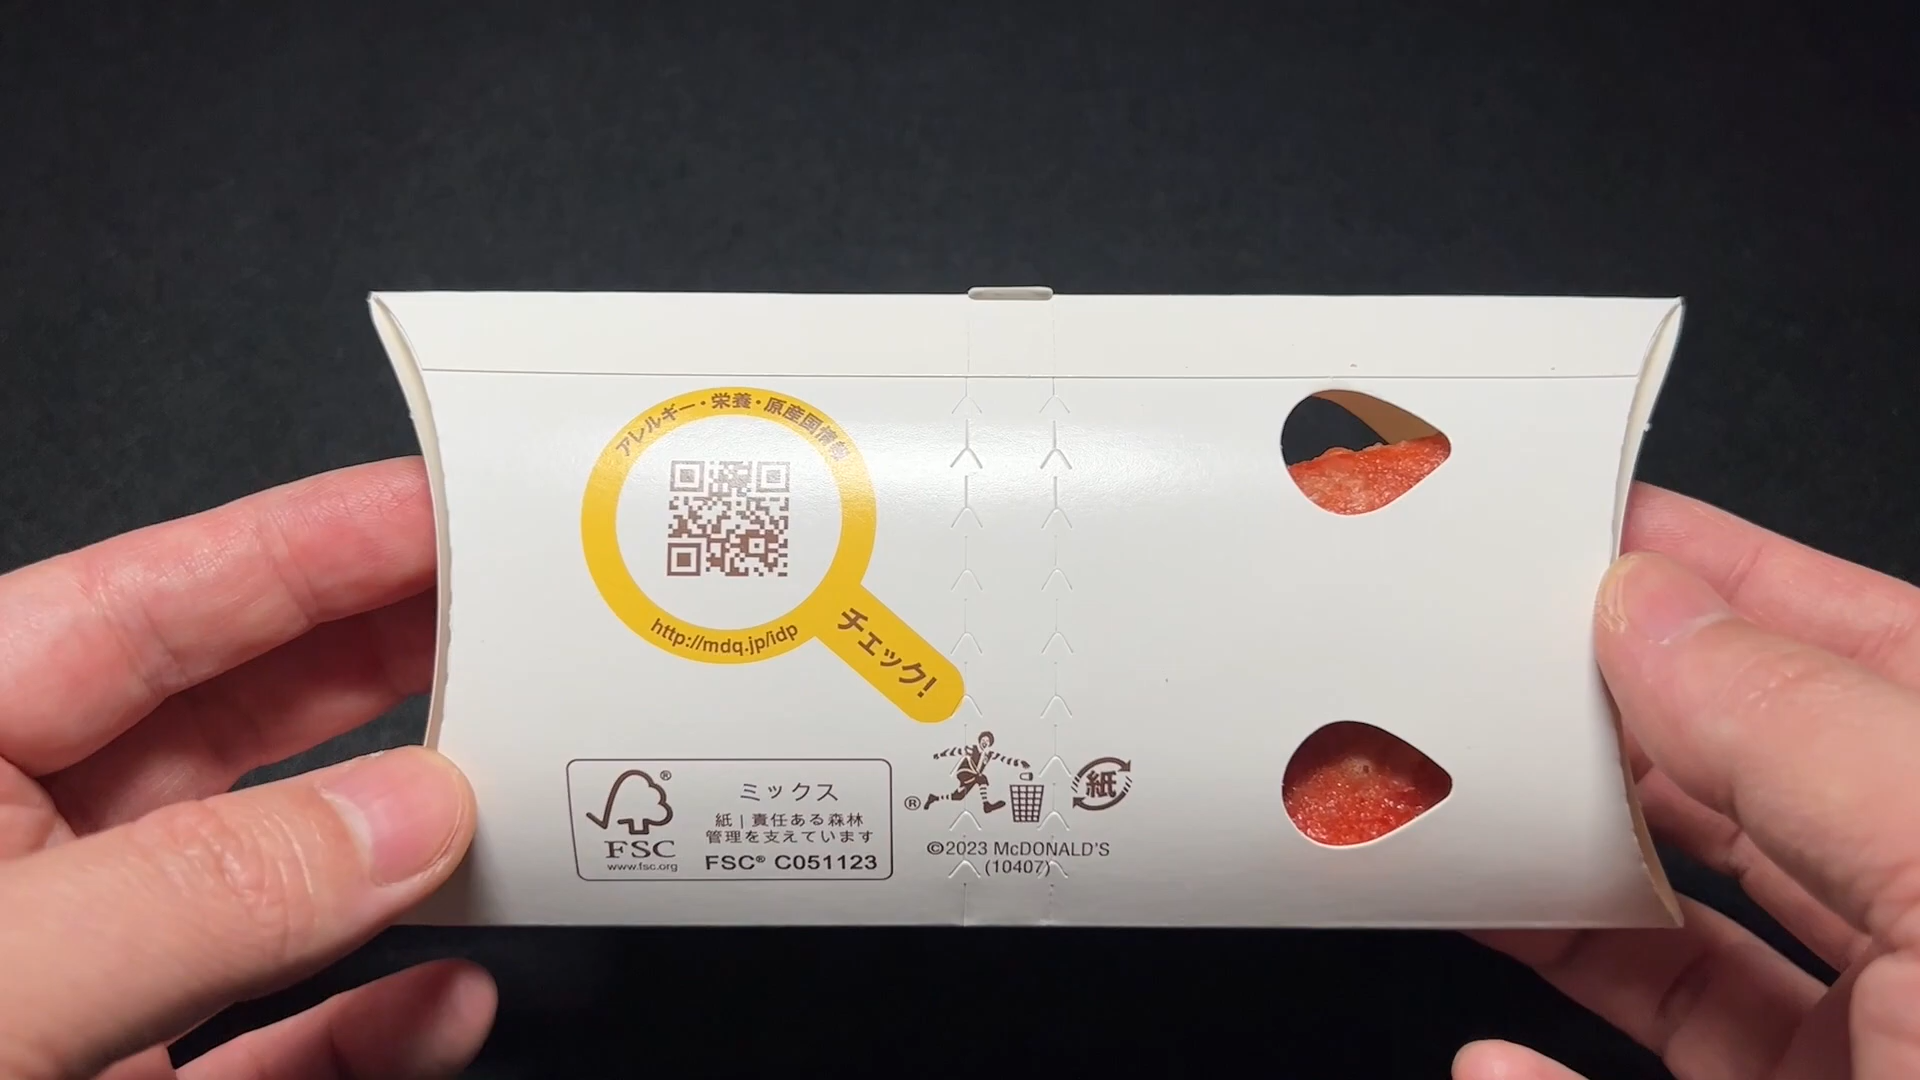 アレルギー・栄養・原産国情報
http://mdq.jp/idp
チェック!
®
FSC
www.fsc.org
ミックス
紙 | 責任ある森林
管理を支えています
FSC® C051123
®
紙
©2023 McDONALD'S
(10407)